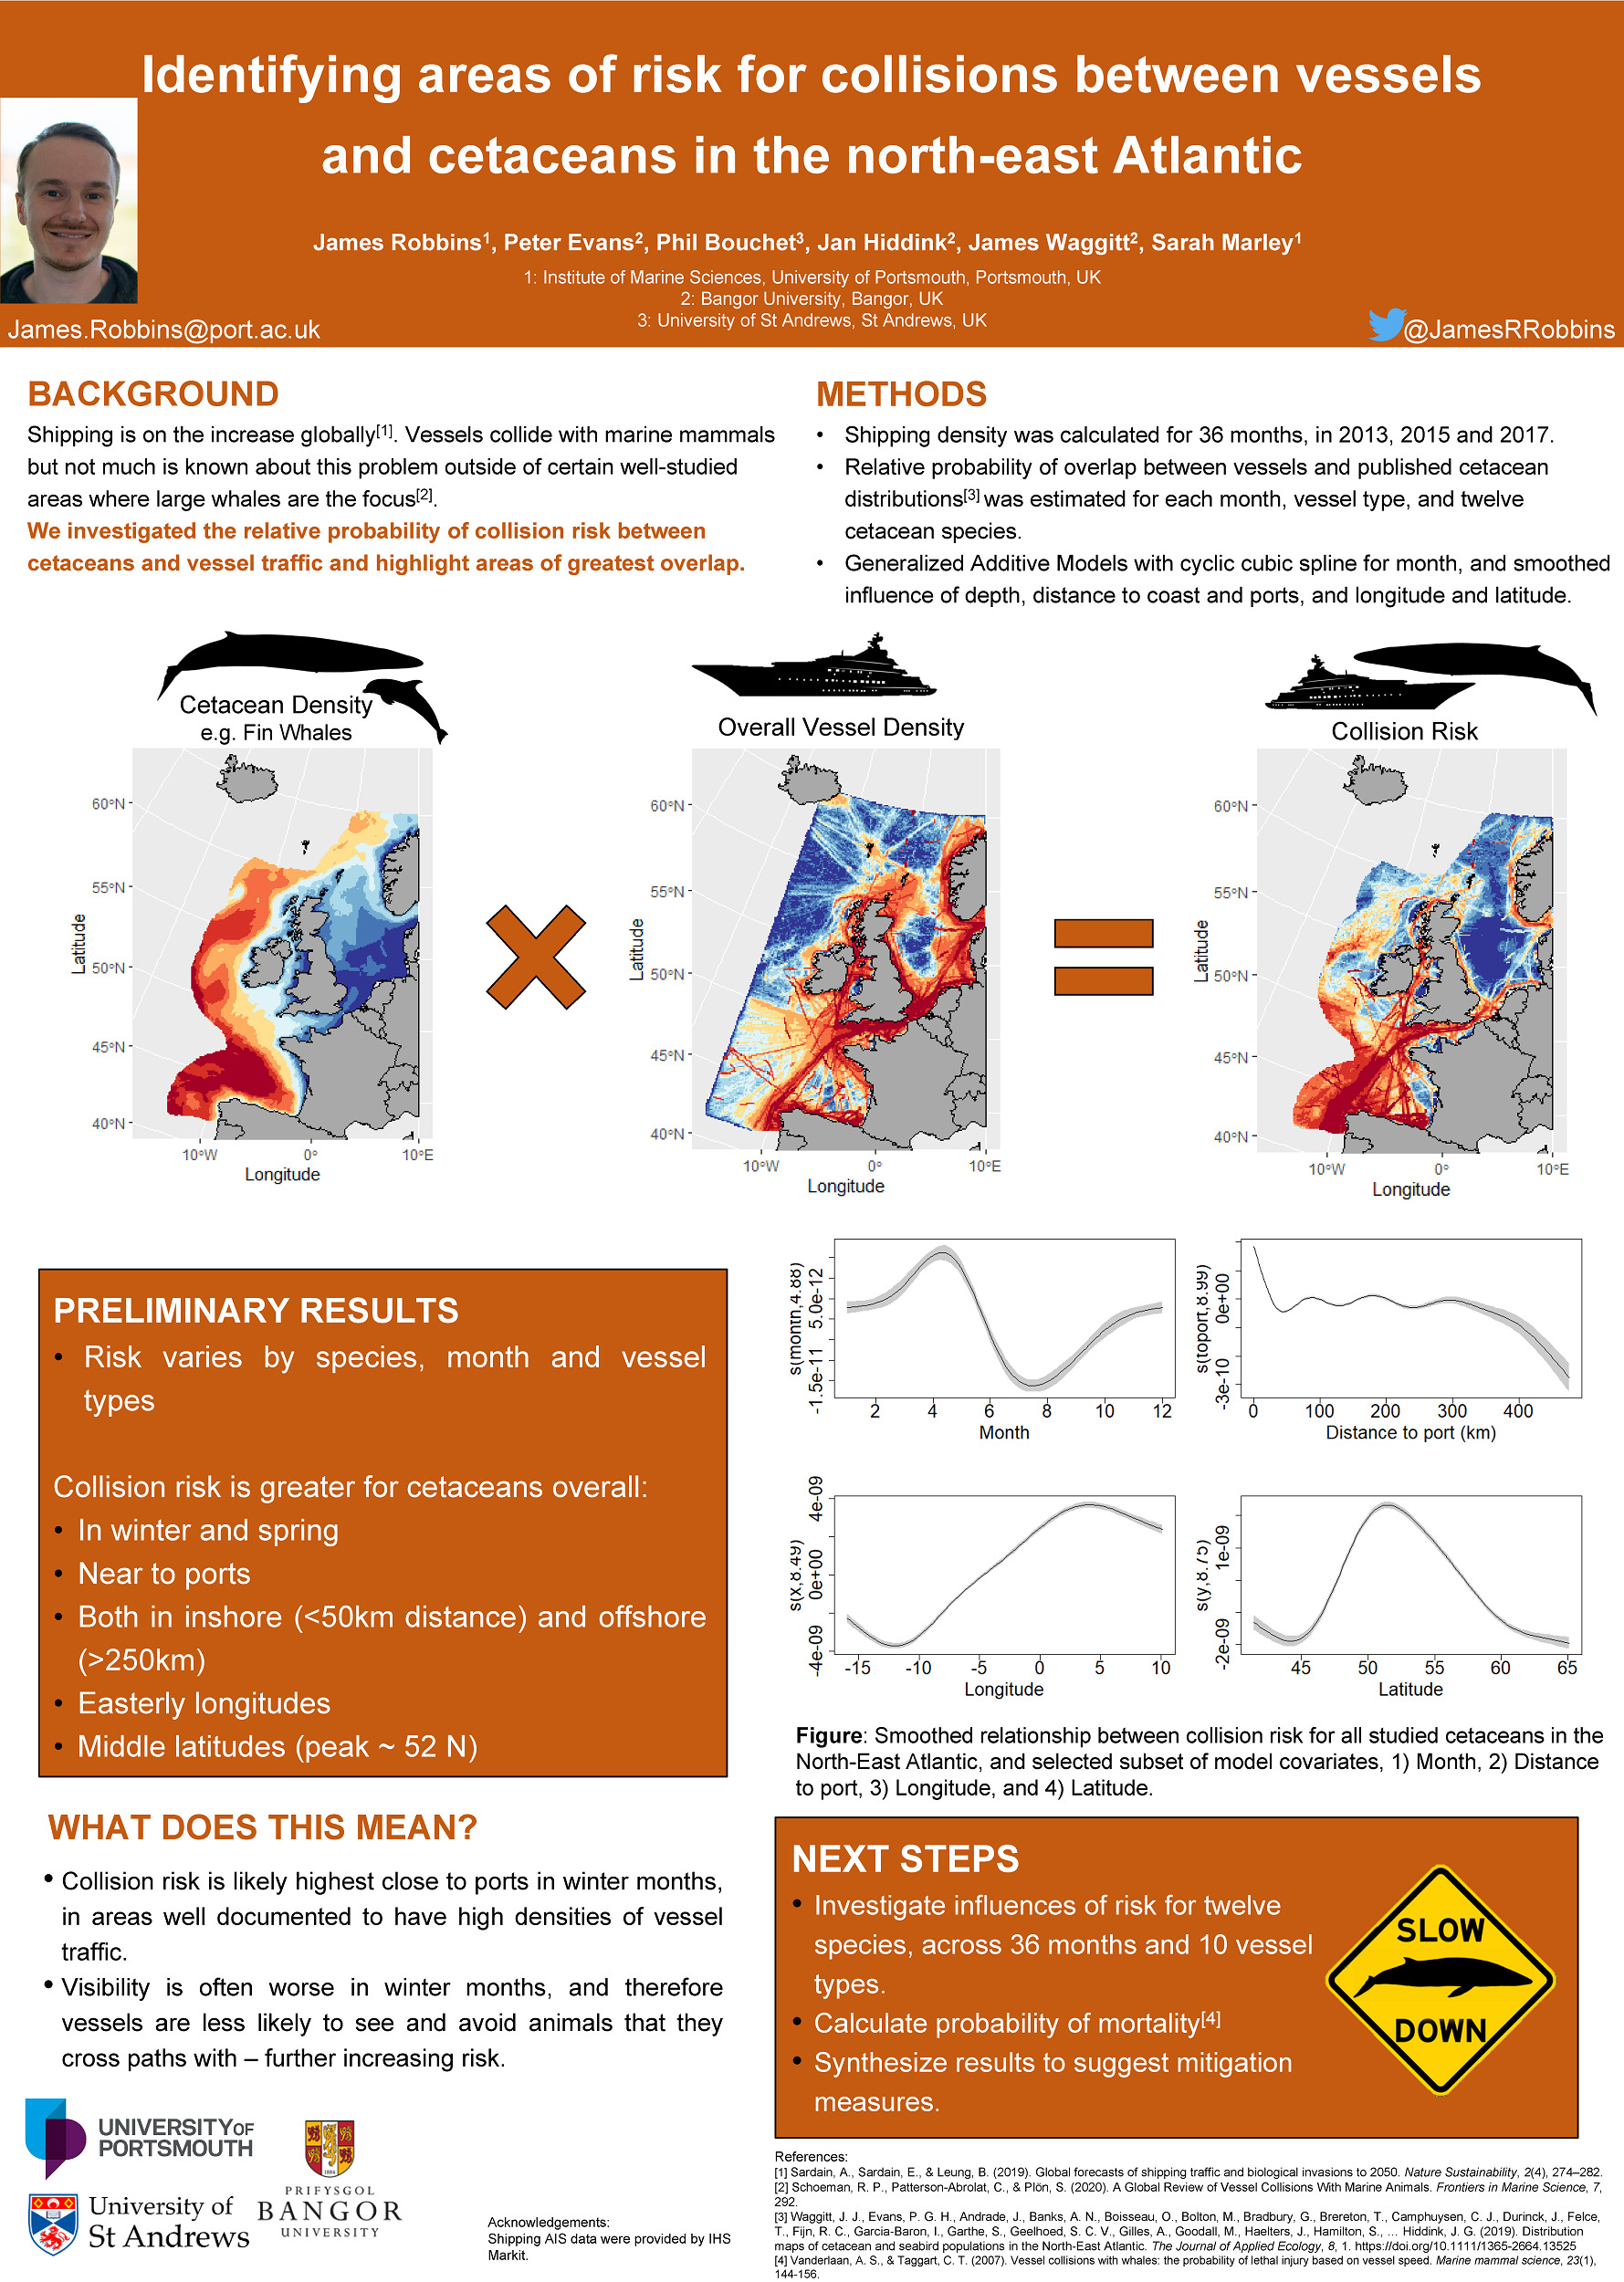 Identifying areas of risk for collisions between vessels
and cetaceans in the north-east Atlantic
James Robbins¹, Peter Evans², Phil Bouchet³, Jan Hiddink², James Waggitt², Sarah Marley¹
1: Institute of Marine Sciences, University of Portsmouth, Portsmouth, UK
2: Bangor University, Bangor, UK
3: University of St Andrews, St Andrews, UK
James.Robbins@port.ac.uk
@JamesRRobbins
BACKGROUND
Shipping is on the increase globally[1]. Vessels collide with marine mammals
but not much is known about this problem outside of certain well-studied
areas where large whales are the focus[2].
We investigated the relative probability of collision risk between
cetaceans and vessel traffic and highlight areas of greatest overlap.
METHODS
• Shipping density was calculated for 36 months, in 2013, 2015 and 2017.
• Relative probability of overlap between vessels and published cetacean
distributions[3] was estimated for each month, vessel type, and twelve
cetacean species.
• Generalized Additive Models with cyclic cubic spline for month, and smoothed
influence of depth, distance to coast and ports, and longitude and latitude.
Cetacean Density
e.g. Fin Whales
60°N
55°N
50°N
45°N
40°N
Latitude
10°W 0° 10°E
Longitude
Overall Vessel Density
60°N
55°N
50°N
45°N
40°N
Latitude
10°W 0° 10°E
Longitude
Collision Risk
60°N
55°N
50°N
45°N
40°N
Latitude
10°W 0° 10°E
Longitude
PRELIMINARY RESULTS
• Risk varies by species, month and vessel
types
Collision risk is greater for cetaceans overall:
• In winter and spring
• Near to ports
• Both in inshore (<50km distance) and offshore
(>250km)
• Easterly longitudes
• Middle latitudes (peak ~ 52 N)
s(month,4.88)
-1.5e-11 5.0e-12
2 4 6 8 10 12
Month
s(toport,8.99)
-3e-10 0e+00
0 100 200 300 400
Distance to port (km)
s(x,8.49)
-4e-09 0e+00 4e-09
-15 -10 -5 0 5 10
Longitude
s(y,8.75)
-2e-09 1e-09
45 50 55 60 65
Latitude
Figure: Smoothed relationship between collision risk for all studied cetaceans in the
North-East Atlantic, and selected subset of model covariates, 1) Month, 2) Distance
to port, 3) Longitude, and 4) Latitude.
WHAT DOES THIS MEAN?
• Collision risk is likely highest close to ports in winter months,
in areas well documented to have high densities of vessel
traffic.
• Visibility is often worse in winter months, and therefore
vessels are less likely to see and avoid animals that they
cross paths with – further increasing risk.
NEXT STEPS
• Investigate influences of risk for twelve
species, across 36 months and 10 vessel
types.
• Calculate probability of mortality[4]
• Synthesize results to suggest mitigation
measures.
SLOW
DOWN
UNIVERSITY OF
PORTSMOUTH
1884
PRIFYSGOL
BANGOR
UNIVERSITY
University of
St Andrews
Acknowledgements:
Shipping AIS data were provided by IHS
Markit.
References:
[1] Sardain, A., Sardain, E., & Leung, B. (2019). Global forecasts of shipping traffic and biological invasions to 2050. Nature Sustainability, 2(4), 274–282.
[2] Schoeman, R. P., Patterson-Abrolat, C., & Plön, S. (2020). A Global Review of Vessel Collisions With Marine Animals. Frontiers in Marine Science, 7,
292.
[3] Waggitt, J. J., Evans, P. G. H., Andrade, J., Banks, A. N., Boisseau, O., Bolton, M., Bradbury, G., Brereton, T., Camphuysen, C. J., Durinck, J., Felce,
T., Fijn, R. C., Garcia-Baron, I., Garthe, S., Geelhoed, S. C. V., Gilles, A., Goodall, M., Haelters, J., Hamilton, S., … Hiddink, J. G. (2019). Distribution
maps of cetacean and seabird populations in the North-East Atlantic. The Journal of Applied Ecology, 8, 1. https://doi.org/10.1111/1365-2664.13525
[4] Vanderlaan, A. S., & Taggart, C. T. (2007). Vessel collisions with whales: the probability of lethal injury based on vessel speed. Marine mammal science, 23(1),
144-156.